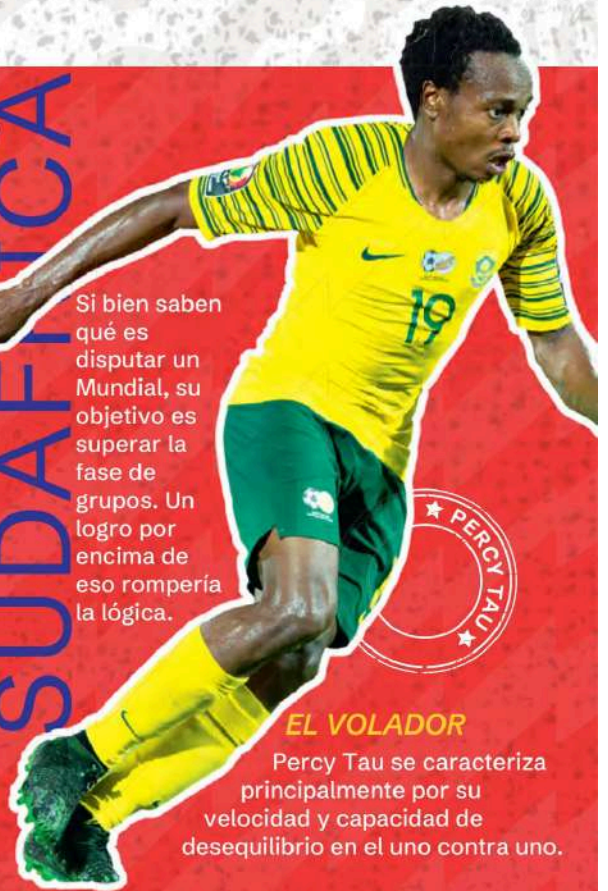 SUDAFRICA
Si bien saben
qué es
disputar un
Mundial, su
objetivo es
superar la
fase de
grupos. Un
logro por
encima de
eso rompería
la lógica.
19
PERCY TAU
EL VOLADOR
Percy Tau se caracteriza
principalmente por su
velocidad y capacidad de
desequilibrio en el uno contra uno.